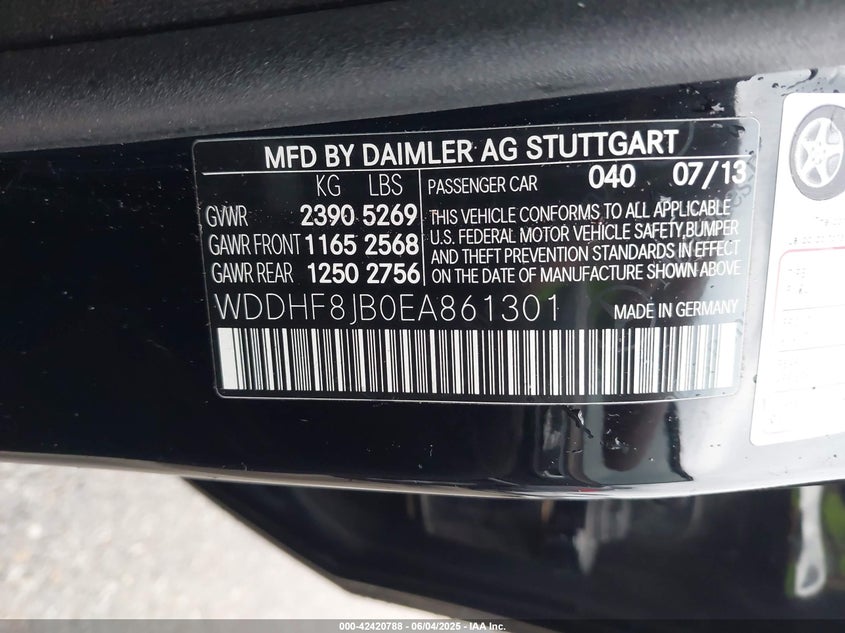 MFD BY DAIMLER AG STUTTGART
KG LBS
GVWR 2390 5269
GAWR FRONT 1165 2568
GAWR REAR 1250 2756
PASSENGER CAR 040 07/13
THIS VEHICLE CONFORMS TO ALL APPLICABLE
U.S. FEDERAL MOTOR VEHICLE SAFETY,BUMPER
AND THEFT PREVENTION STANDARDS IN EFFECT
ON THE DATE OF MANUFACTURE SHOWN ABOVE
WDDHF8JB0EA861301 MADE IN GERMANY
000-42420788 - 06/04/2025 - IAA Inc.